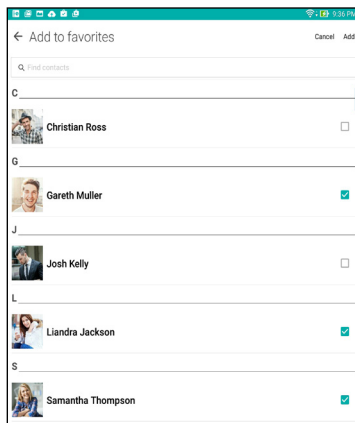 9:36 PM
Add to favorites
Cancel Add
Find contacts
C
Christian Ross
G
Gareth Muller
J
Josh Kelly
L
Liandra Jackson
S
Samantha Thompson